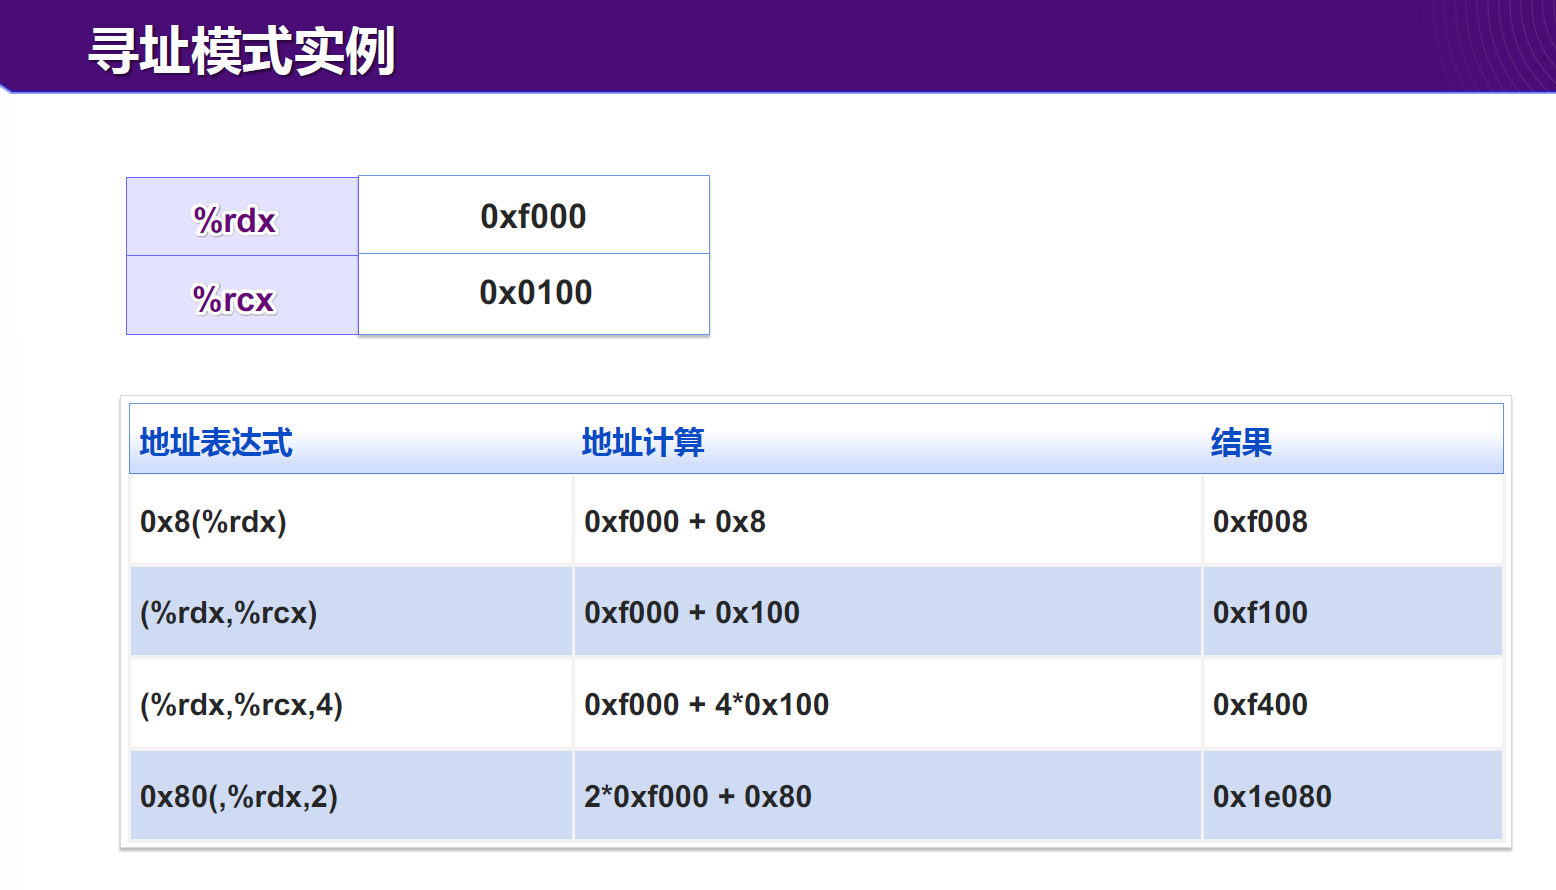 寻址模式实例
%rdx 0xf000
%rcx 0x0100
地址表达式 地址计算 结果
0x8(%rdx) 0xf000 + 0x8 0xf008
(%rdx,%rcx) 0xf000 + 0x100 0xf100
(%rdx,%rcx,4) 0xf000 + 4*0x100 0xf400
0x80(,%rdx,2) 2*0xf000 + 0x80 0x1e080